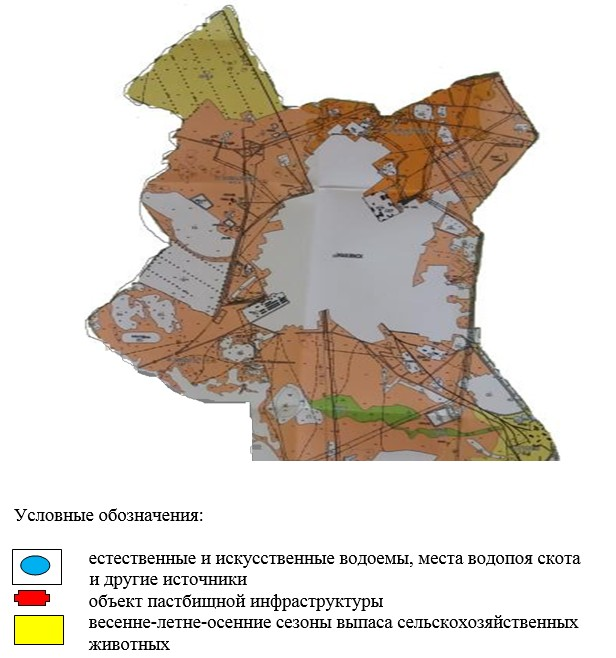 Условные обозначения:
естественные и искусственные водоемы, места водопоя скота
и другие источники
объект пастбищной инфраструктуры
весенне-летне-осенние сезоны выпаса сельскохозяйственных
животных